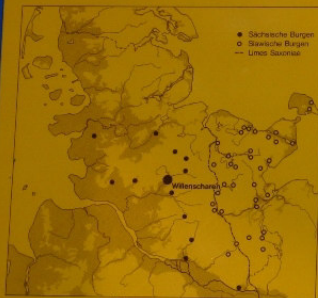 Sächsische Burgen
Slawische Burgen
Limes Saxoniae
Willenscharen